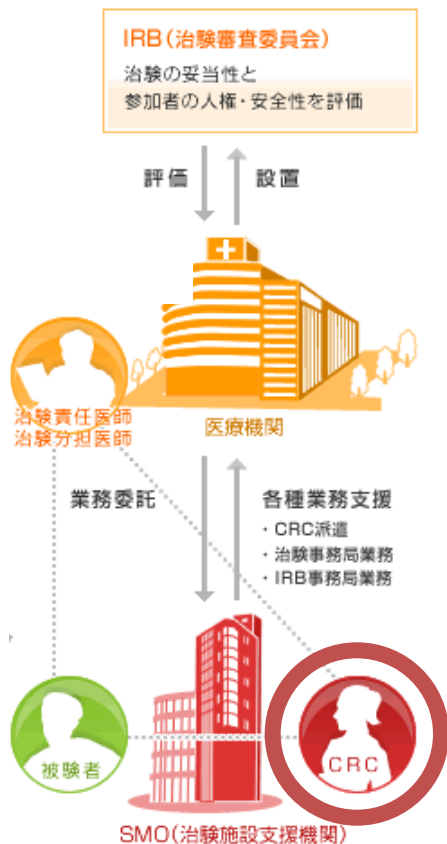 IRB(治験審査委員会)
治験の妥当性と
参加者の人権・安全性を評価
評価
設置
治験責任医師
治験分担医師
医療機関
業務委託
各種業務支援
・CRC派遣
・治験事務局業務
・IRB事務局業務
被験者
CRC
SMO(治験施設支援機関)